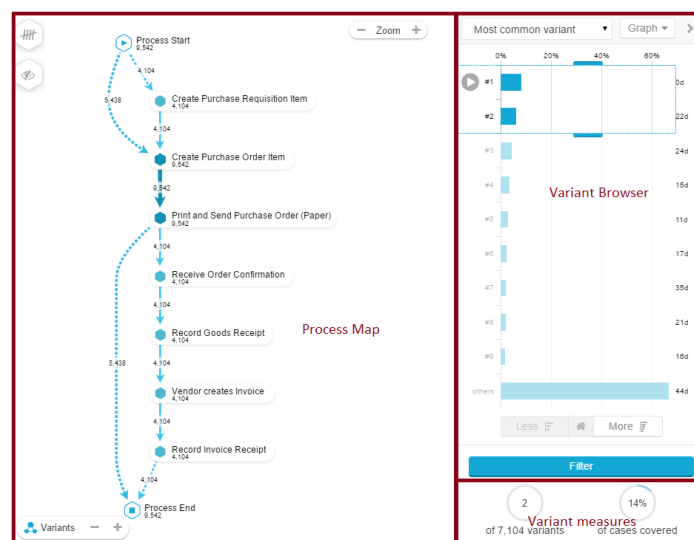 Process Start
9,542
Zoom
4,104
5,438
Create Purchase Requisition Item
4,104
4,104
Create Purchase Order Item
9,542
9,542
Print and Send Purchase Order (Paper)
9,542
4,104
Receive Order Confirmation
4,104
4,104
Record Goods Receipt
4,104
5,438
4,104
Vendor creates Invoice
4,104
4,104
Record Invoice Receipt
4,104
4,104
Process End
9,542
Variants
Process Map
Most common variant
Graph
0% 20% 40% 60%
#1 0d
#2 22d
#3 24d
#4 15d
#5 11d
#6 17d
#7 35d
#8 21d
#9 16d
others 44d
Variant Browser
Less
More
Filter
2 14%
of 7,104 variants of cases covered
Variant measures